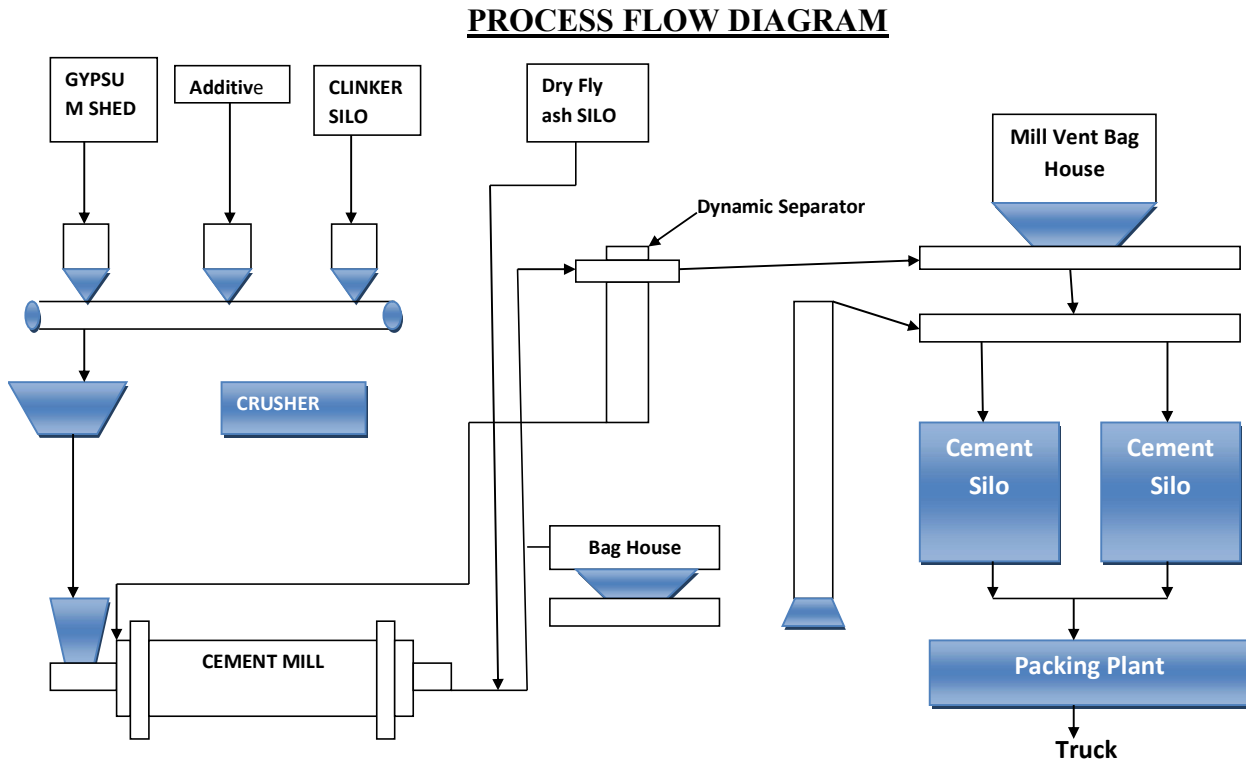 PROCESS FLOW DIAGRAM
GYPSU
M SHED
Additive
CLINKER
SILO
Dry Fly
ash SILO
Mill Vent Bag
House
Dynamic Separator
CRUSHER
Cement
Silo
Cement
Silo
Bag House
CEMENT MILL
Packing Plant
Truck